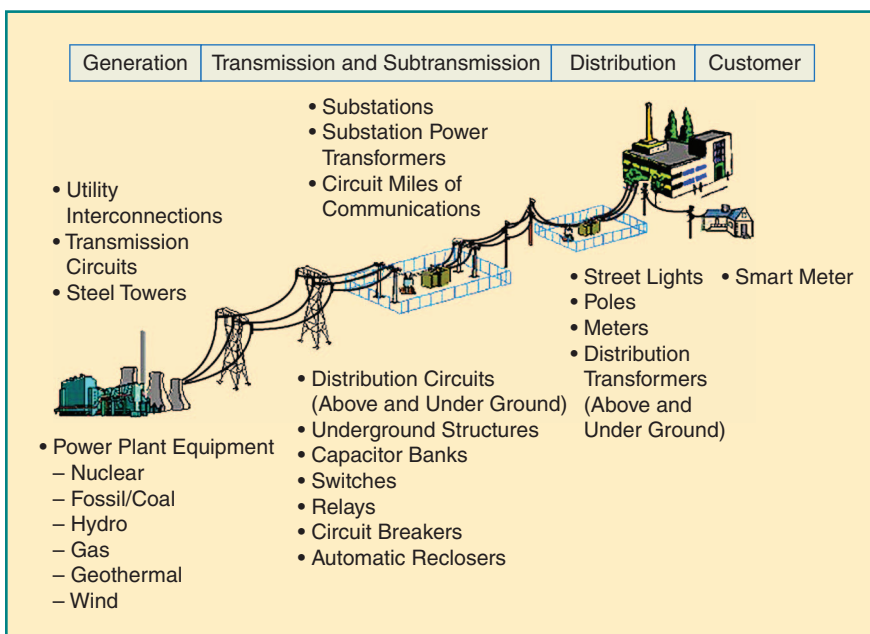 Generation
Transmission and Subtransmission
Distribution
Customer
• Substations
• Substation Power
Transformers
• Circuit Miles of
Communications
• Utility
Interconnections
• Transmission
Circuits
• Steel Towers
• Street Lights
• Poles
• Meters
• Distribution
Transformers
(Above and
Under Ground)
• Smart Meter
• Distribution Circuits
(Above and Under Ground)
• Underground Structures
• Capacitor Banks
• Switches
• Relays
• Circuit Breakers
• Automatic Reclosers
• Power Plant Equipment
– Nuclear
– Fossil/Coal
– Hydro
– Gas
– Geothermal
– Wind